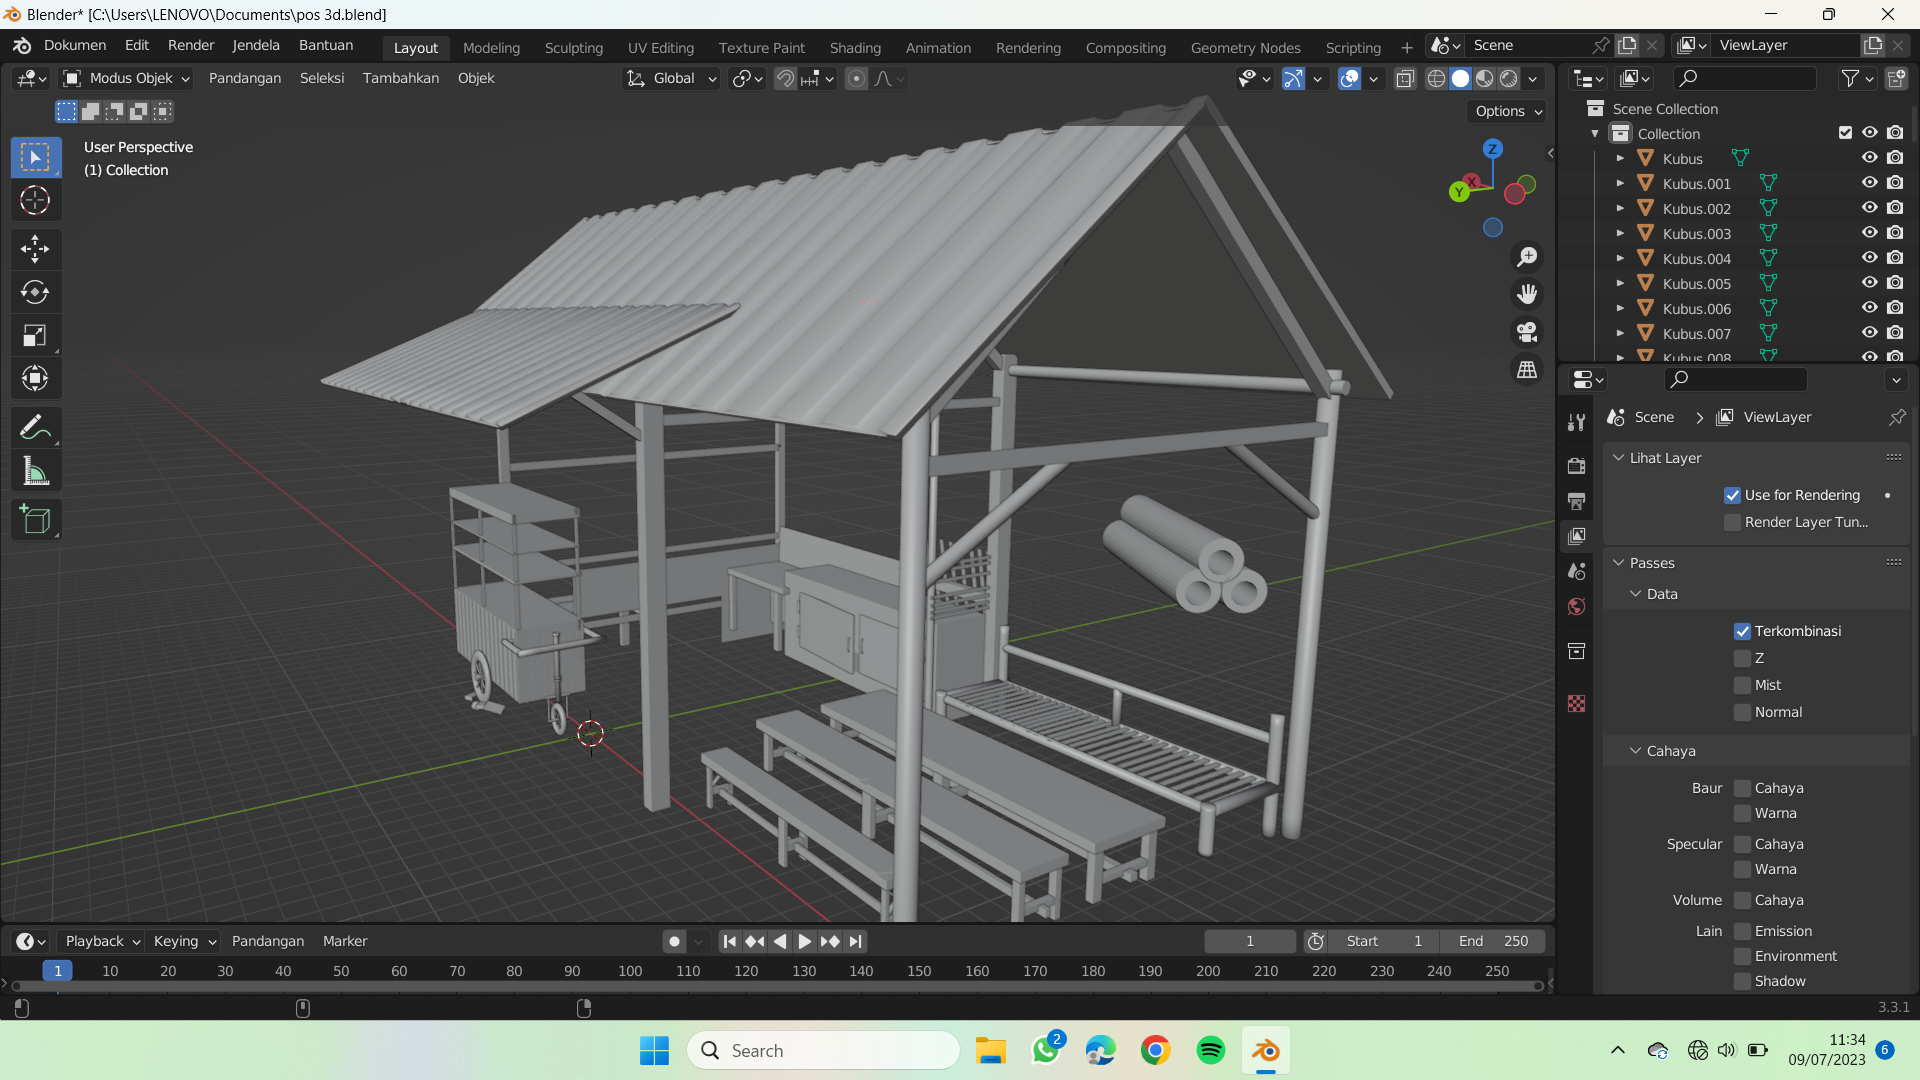 Blender* [C:\Users\LENOVO\Documents\pos 3d.blend]
Dokumen Edit Render Jendela Bantuan Layout Modeling Sculpting UV Editing Texture Paint Shading Animation Rendering Compositing Geometry Nodes Scripting + Scene ViewLayer
Modus Objek Pandangan Seleksi Tambahkan Objek Global
Options
User Perspective
(1) Collection
Z
X
Y
Scene Collection
Collection
Kubus
Kubus.001
Kubus.002
Kubus.003
Kubus.004
Kubus.005
Kubus.006
Kubus.007
Kubus.008
Scene > ViewLayer
Lihat Layer
Use for Rendering
Render Layer Tun...
Passes
Data
Terkombinasi
Z
Mist
Normal
Cahaya
Baur Cahaya
Warna
Specular Cahaya
Warna
Volume Cahaya
Lain Emission
Environment
Shadow
Playback Keying Pandangan Marker 1 Start 1 End 250
1 10 20 30 40 50 60 70 80 90 100 110 120 130 140 150 160 170 180 190 200 210 220 230 240 250
3.3.1
Search 2 11:34
09/07/2023 6